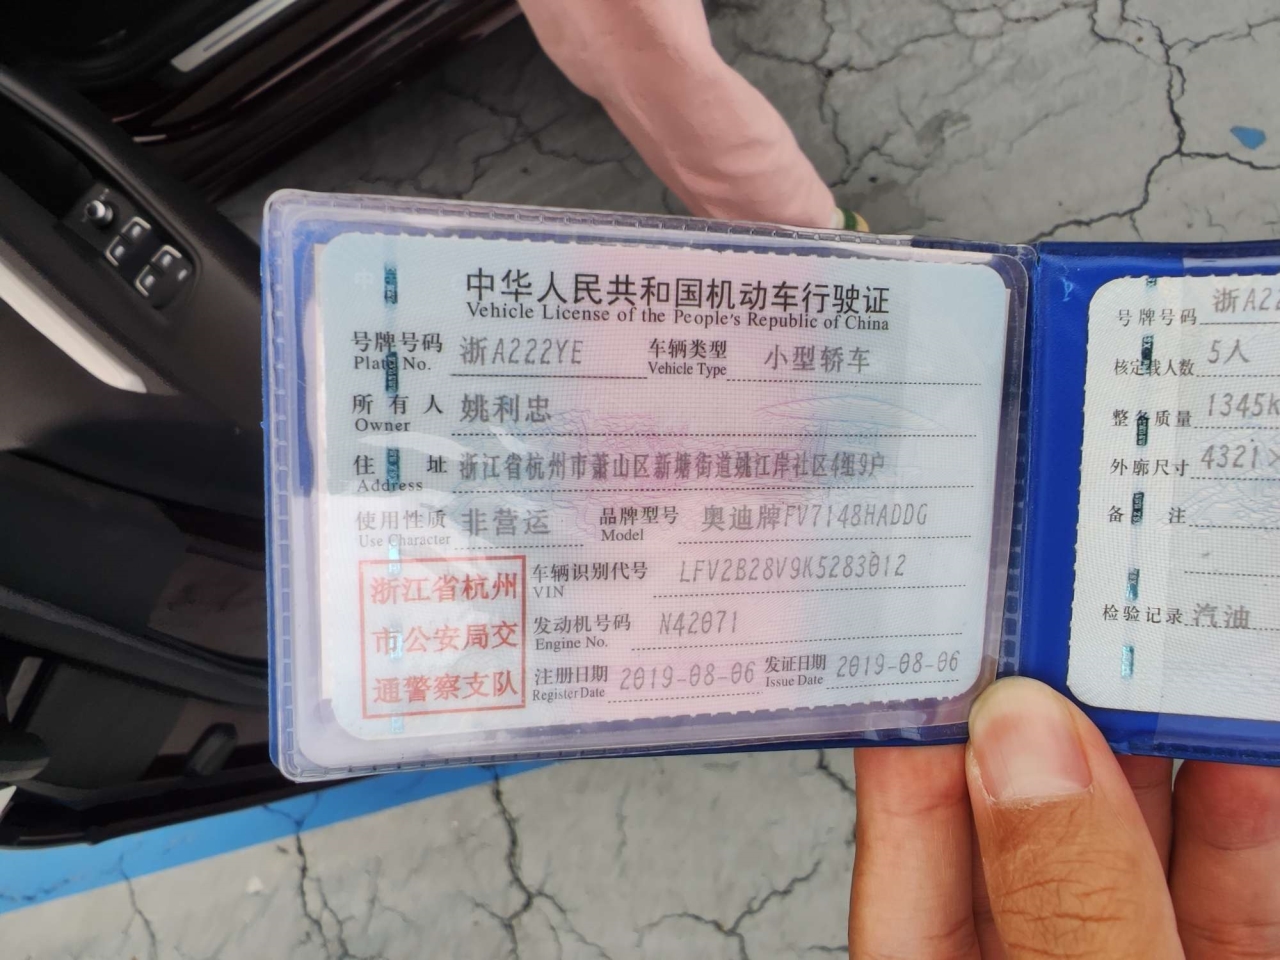 中华人民共和国机动车行驶证
Vehicle License of the People's Republic of China
号牌号码 浙A222YE 车辆类型 小型轿车
Plate No. Vehicle Type
所有人 姚利忠
Owner
住址 浙江省杭州市萧山区新塘街道姚江岸社区4组9户
Address
使用性质 非营运 品牌型号 奥迪牌FV7148HADDG
Use Character Model
浙江省杭州
市公安局交
通警察支队
车辆识别代号 LFV2B28V9K5283012
VIN
发动机号码 N42071
Engine No.
注册日期 2019-08-06 发证日期 2019-08-06
Register Date Issue Date
号牌号码 浙A22
核定载人数 5人
整备质量 1345k
外廓尺寸 4321×
备注
检验记录 汽油